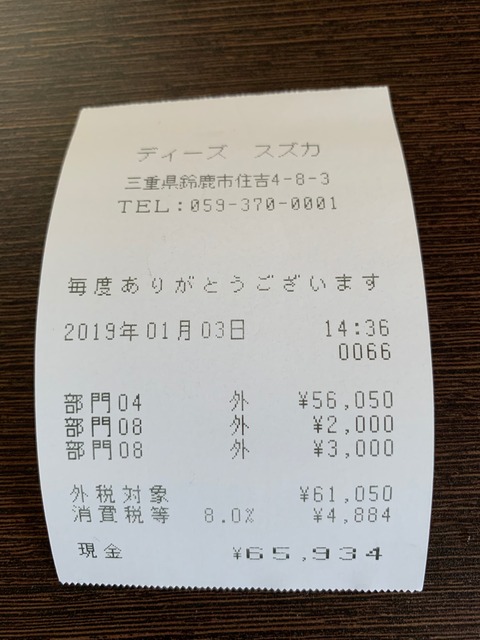 ディーズ スズカ
三重県鈴鹿市住吉4-8-3
TEL:059-370-0001
毎度ありがとうございます
2019年01月03日 14:36
0066
部門04 外 ¥56,050
部門08 外 ¥2,000
部門08 外 ¥3,000
外税対象 ¥61,050
消費税等 8.0% ¥4,884
現金 ¥65,934